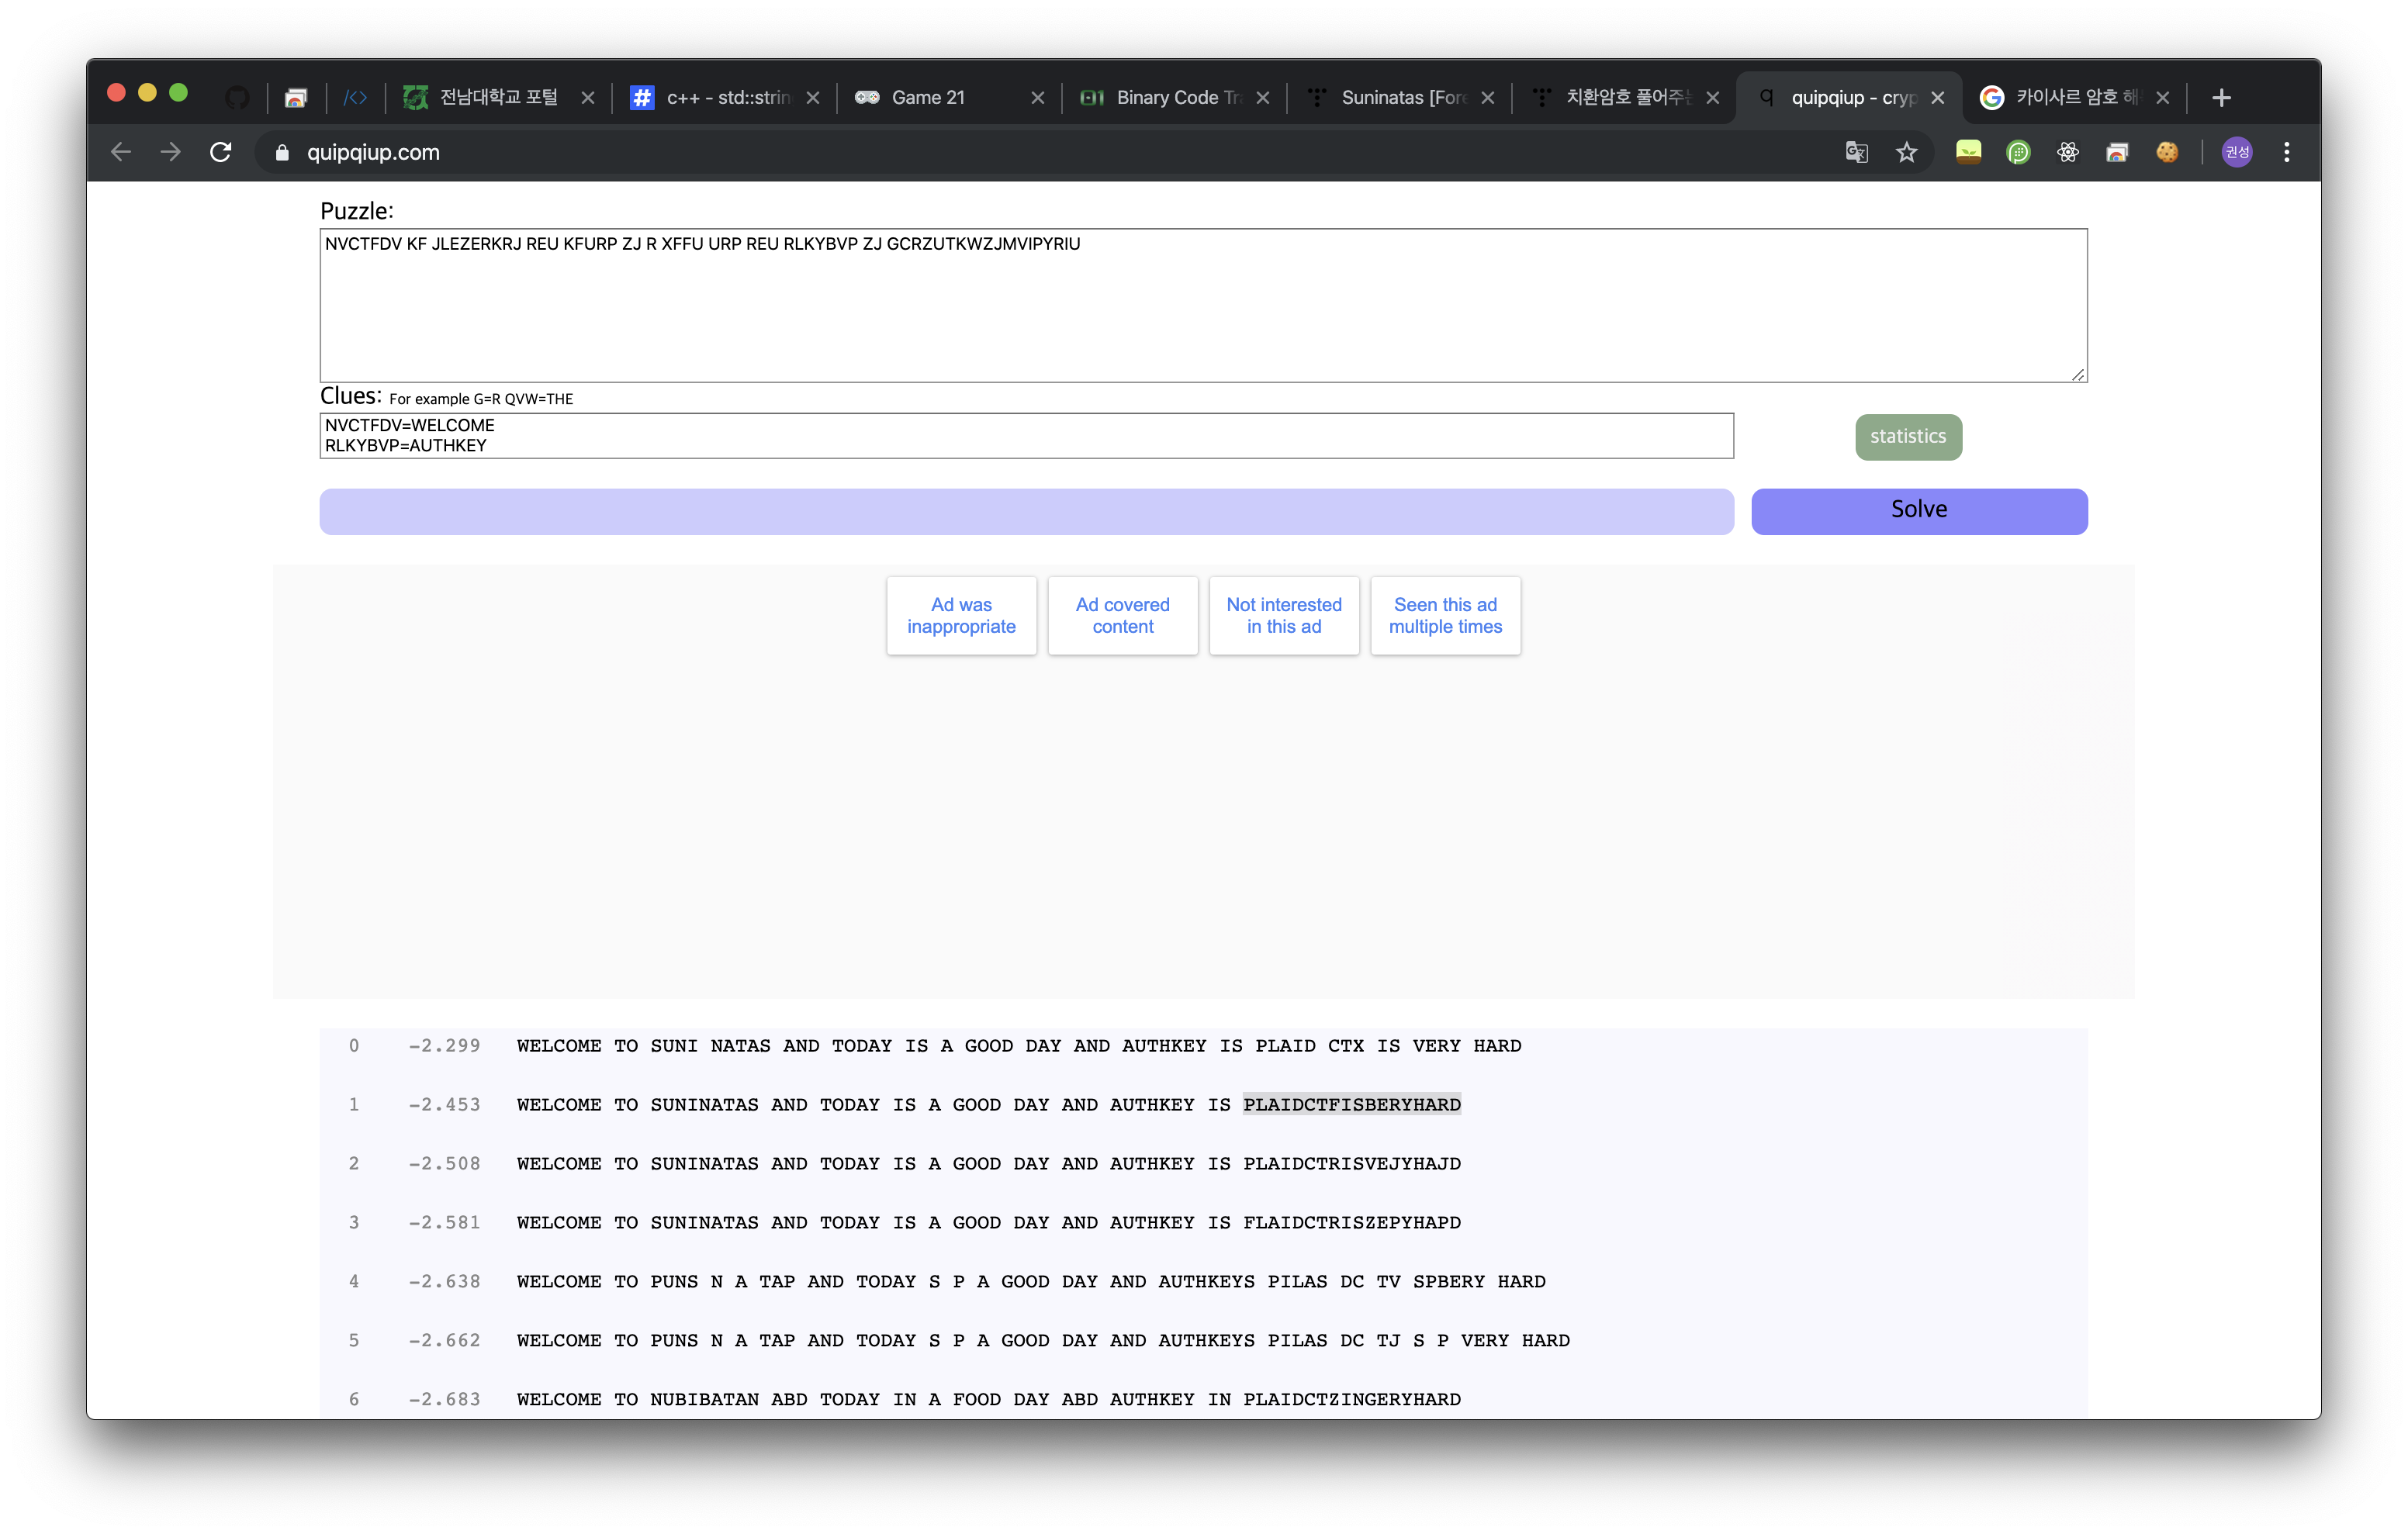 전남대학교 포털
c++ - std::strin
Game 21
Binary Code Tra
Suninatas [Fore
치환암호 풀어주는
quipqiup - cryp
카이사르 암호 해
quipqiup.com
권성
Puzzle:
NVCTFDV KF JLEZERKRJ REU KFURP ZJ R XFFU URP REU RLKYBVP ZJ GCRZUTKWZJMVIPYRIU
Clues: For example G=R QVW=THE
NVCTFDV=WELCOME
RLKYBVP=AUTHKEY
statistics
Solve
Ad was
inappropriate
Ad covered
content
Not interested
in this ad
Seen this ad
multiple times
0 -2.299 WELCOME TO SUNI NATAS AND TODAY IS A GOOD DAY AND AUTHKEY IS PLAID CTX IS VERY HARD
1 -2.453 WELCOME TO SUNINATAS AND TODAY IS A GOOD DAY AND AUTHKEY IS PLAIDCTFISBERYHARD
2 -2.508 WELCOME TO SUNINATAS AND TODAY IS A GOOD DAY AND AUTHKEY IS PLAIDCTRISVEJYHAJD
3 -2.581 WELCOME TO SUNINATAS AND TODAY IS A GOOD DAY AND AUTHKEY IS FLAIDCTRISZEPYHAPD
4 -2.638 WELCOME TO PUNS N A TAP AND TODAY S P A GOOD DAY AND AUTHKEYS PILAS DC TV SPBERY HARD
5 -2.662 WELCOME TO PUNS N A TAP AND TODAY S P A GOOD DAY AND AUTHKEYS PILAS DC TJ S P VERY HARD
6 -2.683 WELCOME TO NUBIBATAN ABD TODAY IN A FOOD DAY ABD AUTHKEY IN PLAIDCTZINGERYHARD